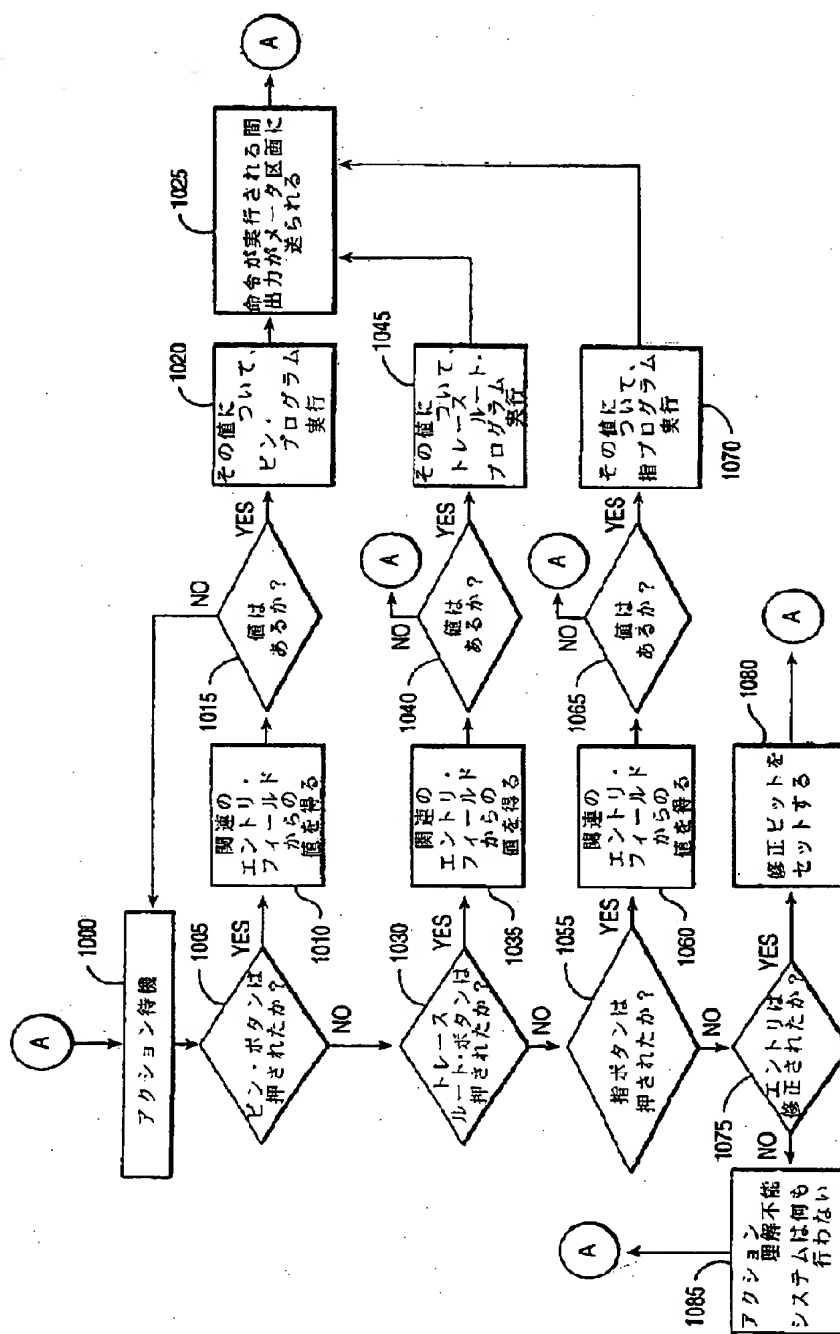 A
アクション待機
1000
ピン・ボタンは
押されたか?
1005
YES
NO
関連の
エントリ・
フィールド
からの
値を得る
1010
値は
あるか?
1015
NO
YES
その値に
ついて、
ピン・
プログラム
実行
1020
命令が実行される間
出力がメータ区画に
送られる
1025
A
トレース
ルート・ボタンは
押されたか?
1030
YES
NO
関連の
エントリ・
フィールド
からの
値を得る
1035
値は
あるか?
1040
NO
A
YES
その値に
ついて、
トレース
ルート・
プログラム
実行
1045
指ボタンは
押されたか?
1055
YES
NO
関連の
エントリ・
フィールド
からの
値を得る
1060
値は
あるか?
1065
NO
A
YES
その値に
ついて、
指プログラム
実行
1070
エントリは
修正されたか?
1075
YES
NO
修正ビットを
セットする
1080
A
アクション
理解不能
システムは何も
行わない
1085
A